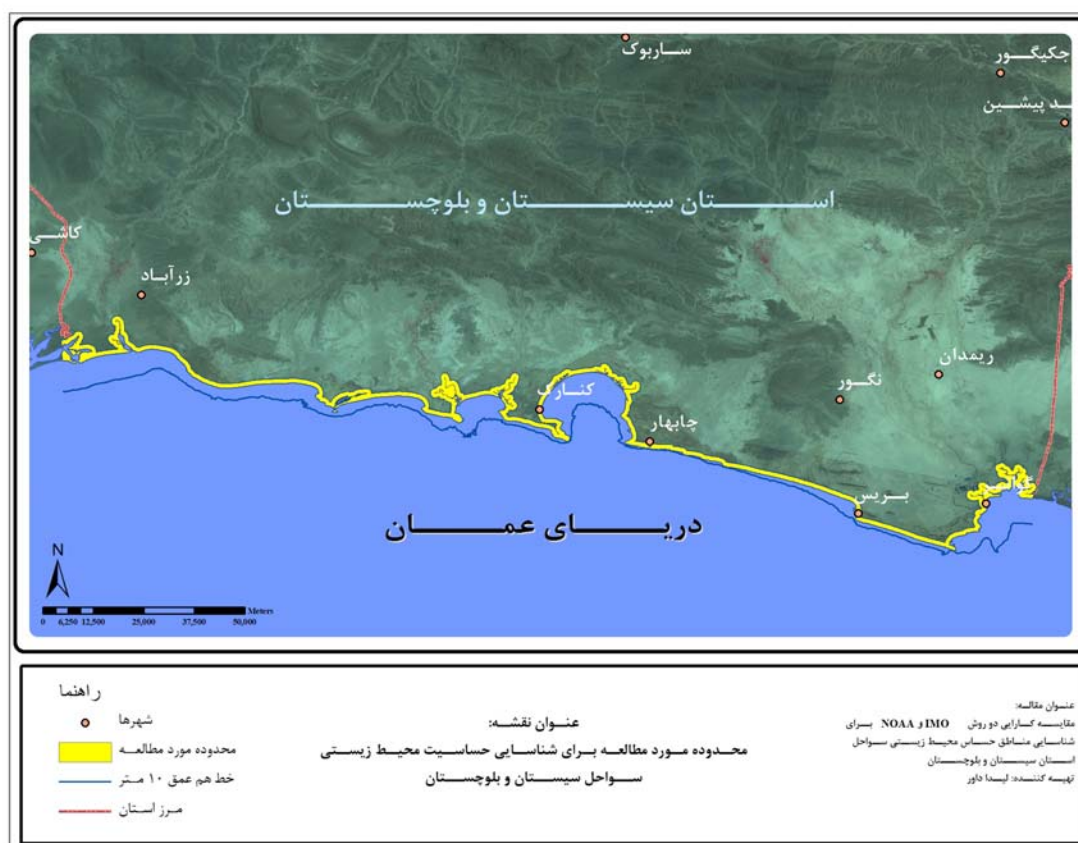 ساربوک
جکیگور
ـد پیشین
استان سیستان و بلوچستان
کاشی
زرآباد
ریمدان
نگور
کنارک
چابهار
بریس
دریای عمان
N
Meters
0 6,250 12,500 25,000 37,500 50,000
راهنما
شهرها
محدوده مورد مطالعه
خط هم عمق ۱۰ متر
مرز استان
عنوان نقشه:
محدوده مورد مطالعه برای شناسایی حساسیت محیط زیستی
سواحل سیستان و بلوچستان
عنوان مقاله:
مقایسه کارایی دو روش IMO و NOAA برای
شناسایی مناطق حساس محیط زیستی سواحل
استان سیستان و بلوچستان
تهیه کننده: لیدا داور